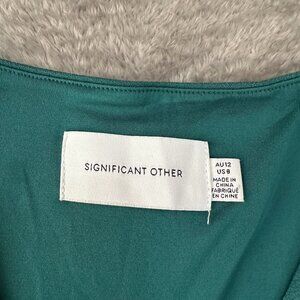 SIGNIFICANT OTHER
AU12
US8
MADE IN
CHINA
FABRIQUÉ
EN CHINE